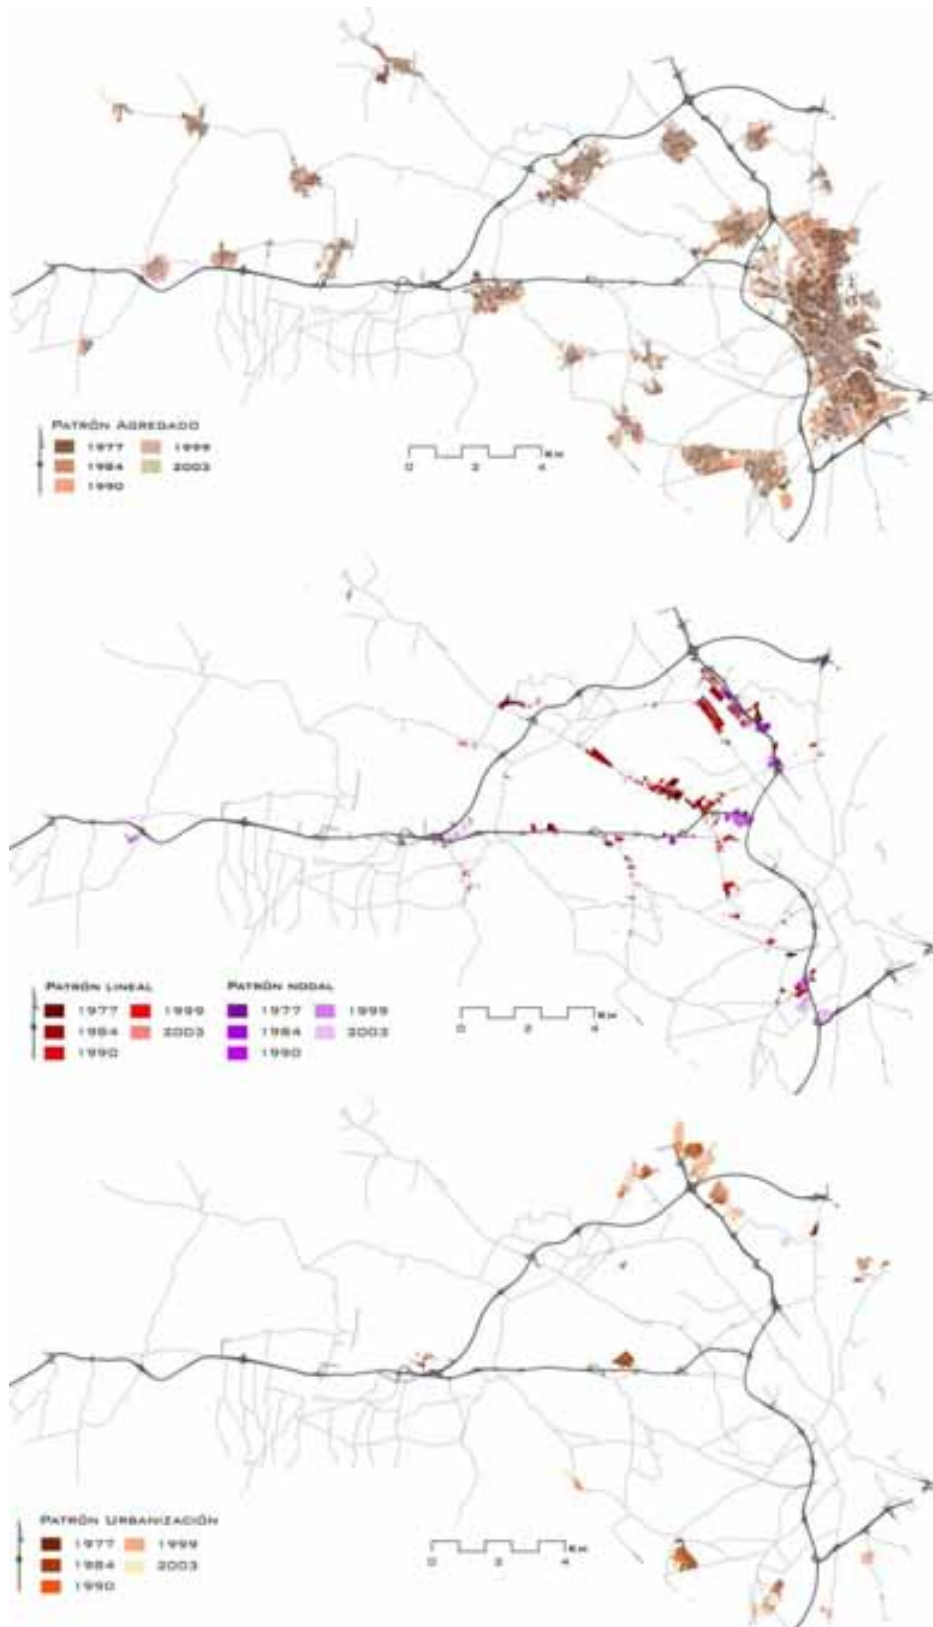 PATRÓN AGREGADO
1977 1999
1984 2003
1990
0 2 4 KM
PATRÓN LINEAL PATRÓN NODAL
1977 1999 1977 1999
1984 2003 1984 2003
1990 1990
0 2 4 KM
PATRÓN URBANIZACIÓN
1977 1999
1984 2003
1990
0 2 4 KM